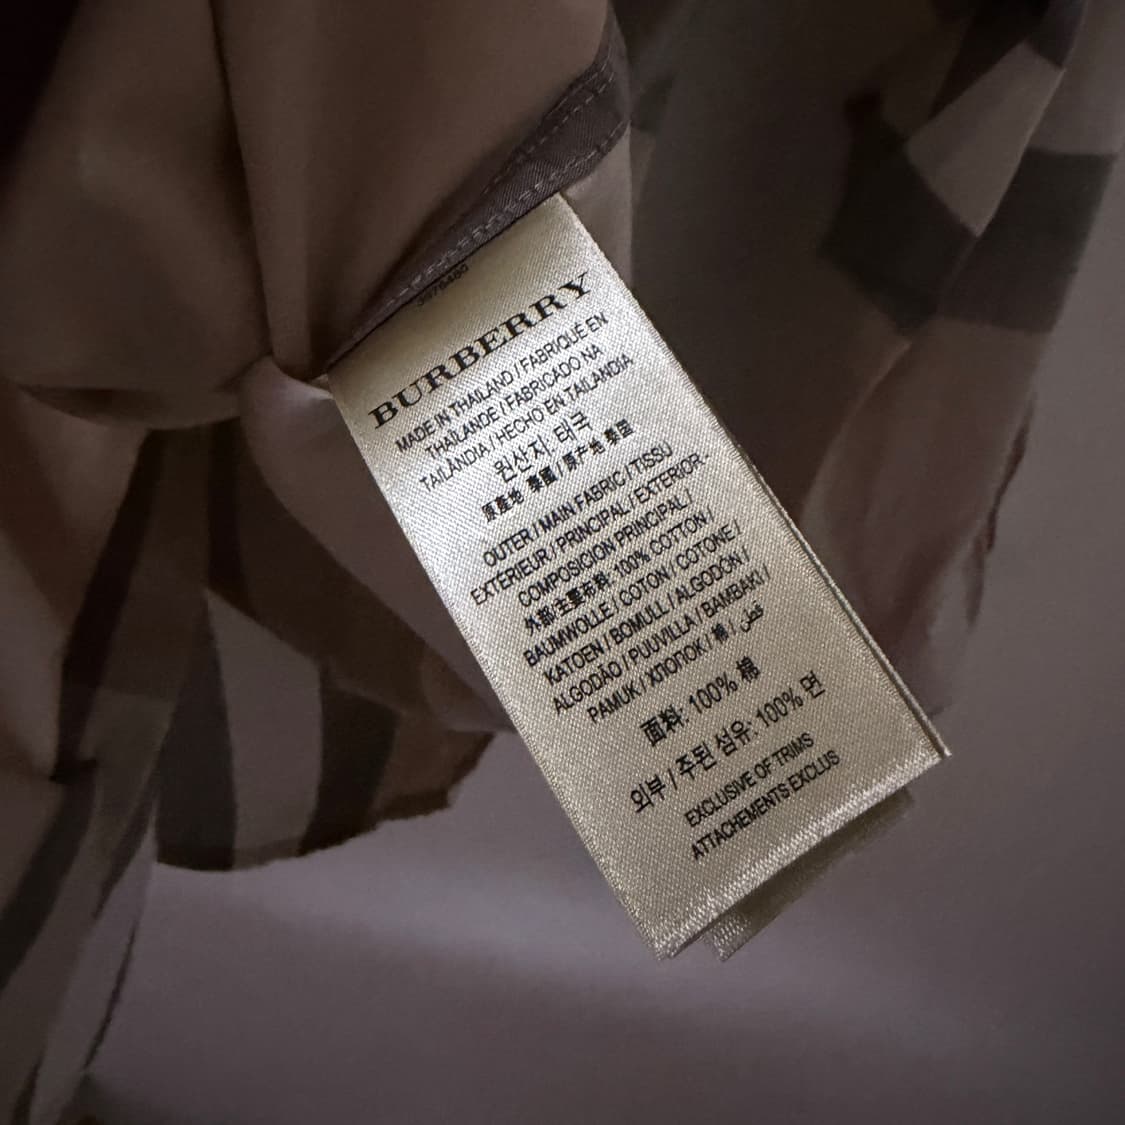 3976480
BURBERRY
MADE IN THAILAND / FABRIQUÉ EN
THAÏLANDE / FABRICADO NA
TAILÂNDIA / HECHO EN TAILANDIA
원산지: 태국
原産地 泰國 / 原产地 泰国
OUTER / MAIN FABRIC / TISSU
EXTERIEUR / PRINCIPAL / EXTERIOR-
COMPOSICION PRINCIPAL /
外部/主要布料: 100% COTTON /
BAUMWOLLE / COTON / COTONE /
KATOEN / BOMULL / ALGODÓN /
ALGODÃO / PUUVILLA / BAMBAKI /
PAMUK / ХЛОПОК / 棉 / قطن
面料: 100% 棉
외부 / 주된 섬유: 100% 면
EXCLUSIVE OF TRIMS
ATTACHEMENTS EXCLUS